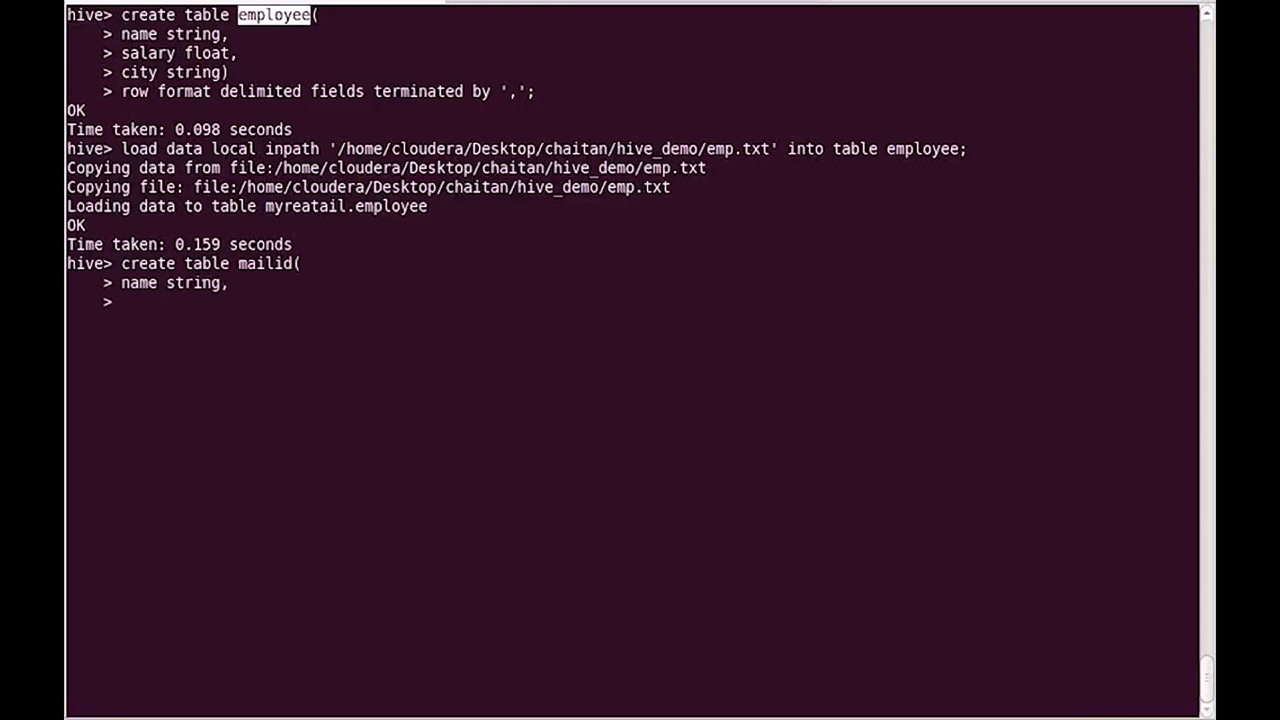 hive> create table employee(
    > name string,
    > salary float,
    > city string)
    > row format delimited fields terminated by ',';
OK
Time taken: 0.098 seconds
hive> load data local inpath '/home/cloudera/Desktop/chaitan/hive_demo/emp.txt' into table employee;
Copying data from file:/home/cloudera/Desktop/chaitan/hive_demo/emp.txt
Copying file: file:/home/cloudera/Desktop/chaitan/hive_demo/emp.txt
Loading data to table myreatail.employee
OK
Time taken: 0.159 seconds
hive> create table mailid(
    > name string,
    >